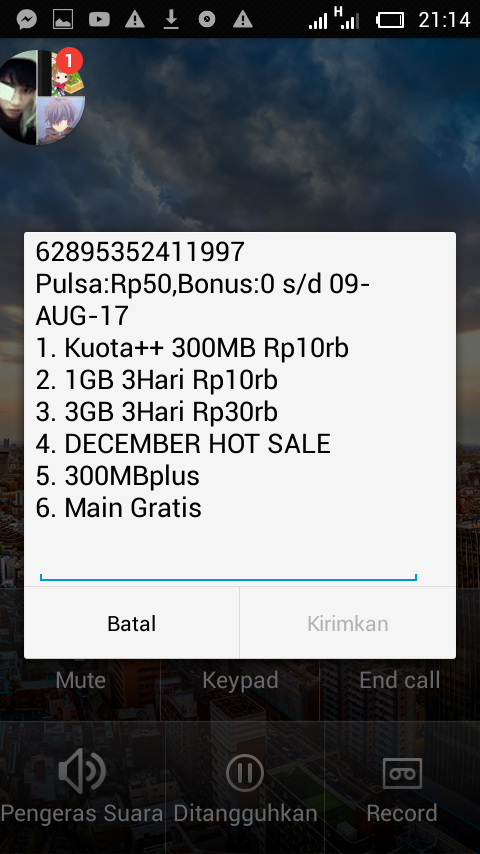 H
21:14
1
62895352411997
Pulsa:Rp50,Bonus:0 s/d 09-
AUG-17
1. Kuota++ 300MB Rp10rb
2. 1GB 3Hari Rp10rb
3. 3GB 3Hari Rp30rb
4. DECEMBER HOT SALE
5. 300MBplus
6. Main Gratis
Batal
Kirimkan
Mute
Keypad
End call
Pengeras Suara
Ditangguhkan
Record